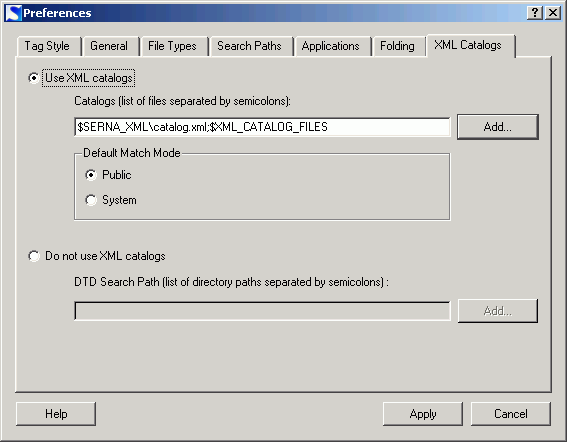 Preferences
Tag Style General File Types Search Paths Applications Folding XML Catalogs
Use XML catalogs
Catalogs (list of files separated by semicolons):
$SERNA_XML\catalog.xml;$XML_CATALOG_FILES Add...
Default Match Mode
Public
System
Do not use XML catalogs
DTD Search Path (list of directory paths separated by semicolons) :
Add...
Help Apply Cancel